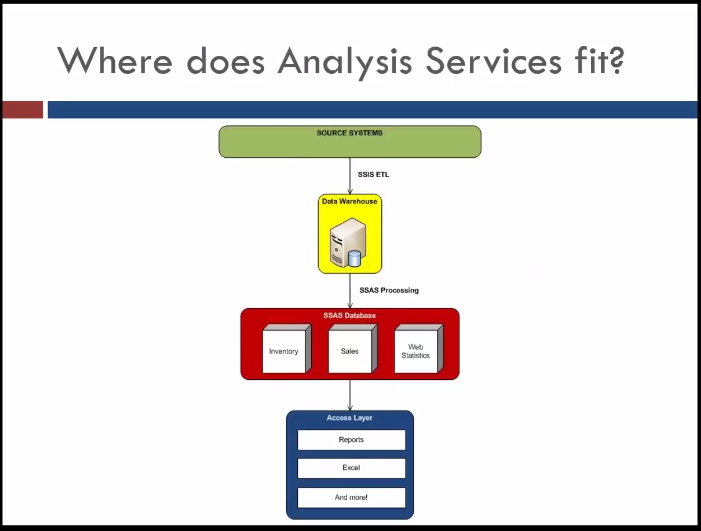 Where does Analysis Services fit?
SOURCE SYSTEMS
SSIS ETL
Data Warehouse
SSAS Processing
SSAS Database
Inventory
Sales
Web
Statistics
Access Layer
Reports
Excel
And more!